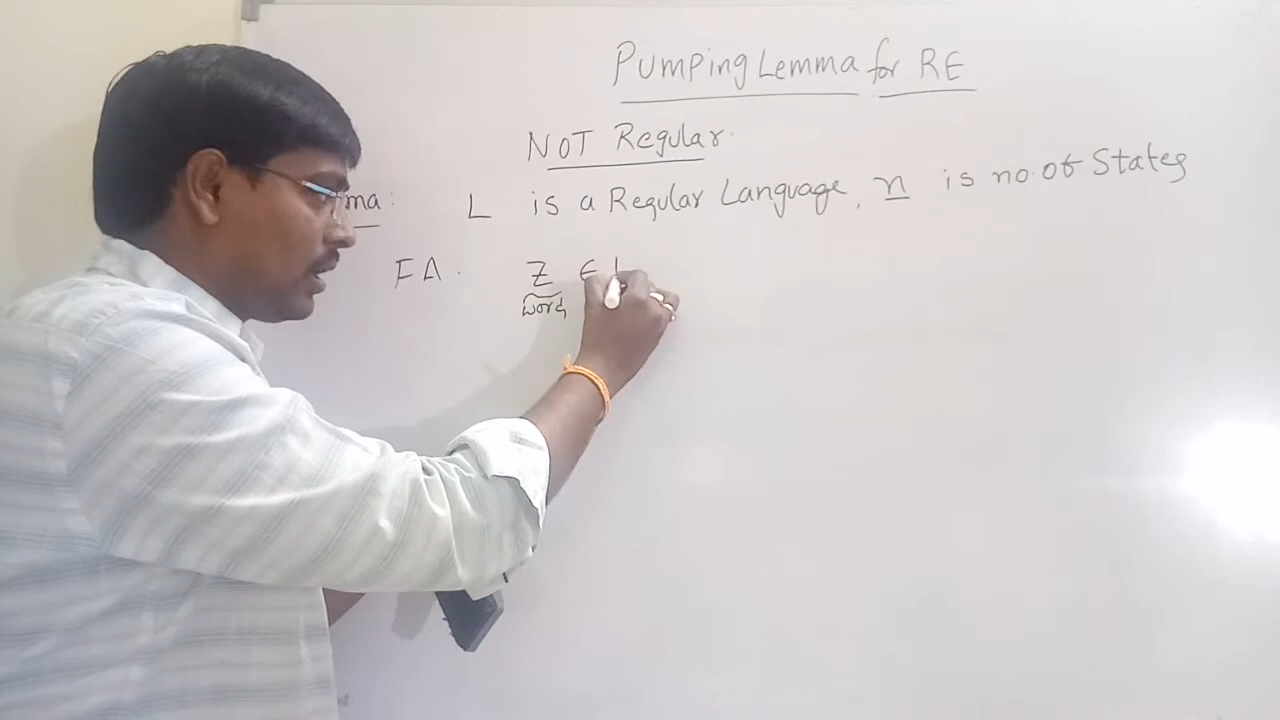 Pumping Lemma for RE
NOT Regular.
ma: L is a Regular Language, n is no. of States
FA. Z ∈
word